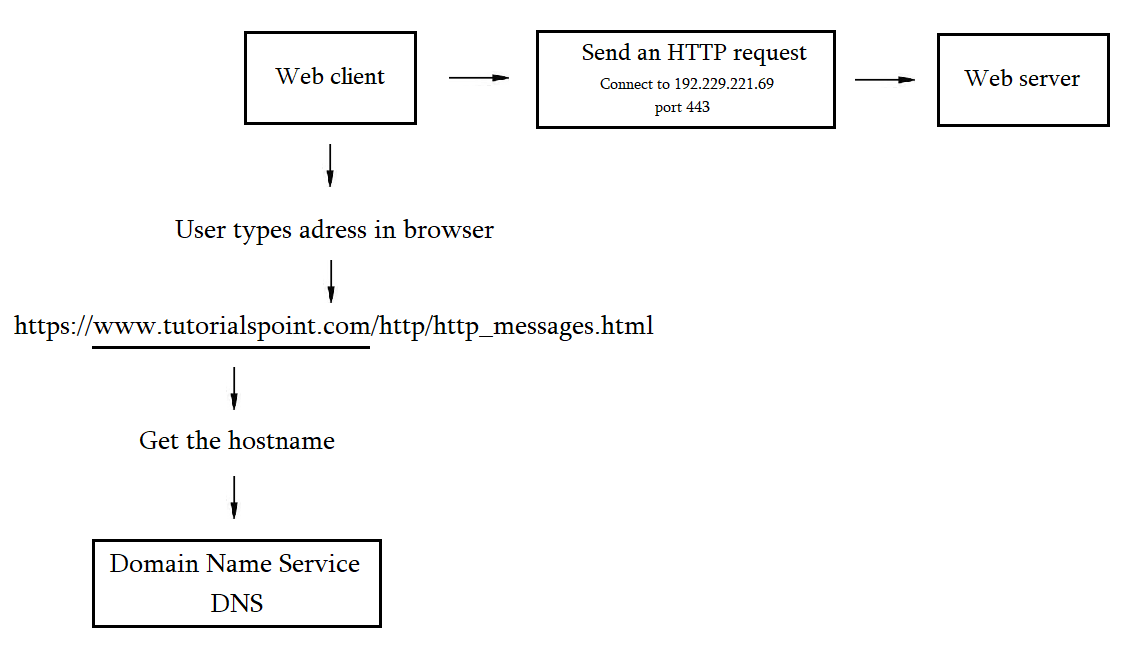 Web client
Send an HTTP request
Connect to 192.229.221.69
port 443
Web server
User types adress in browser
https://www.tutorialspoint.com/http/http_messages.html
Get the hostname
Domain Name Service
DNS